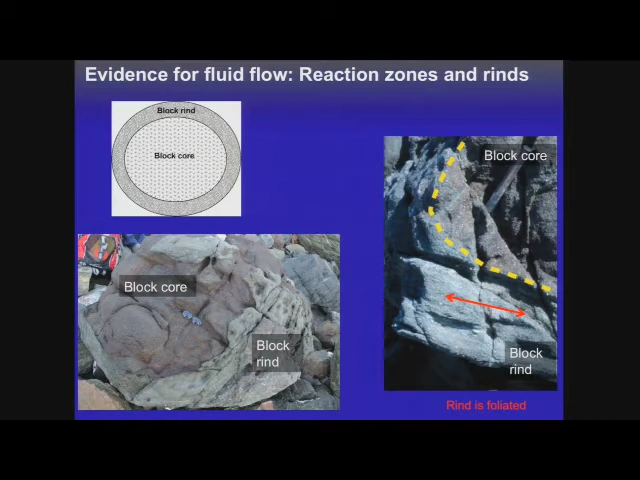 Evidence for fluid flow: Reaction zones and rinds
Block rind
Block core
Block core
Block core
Block
rind
Block
rind
Rind is foliated